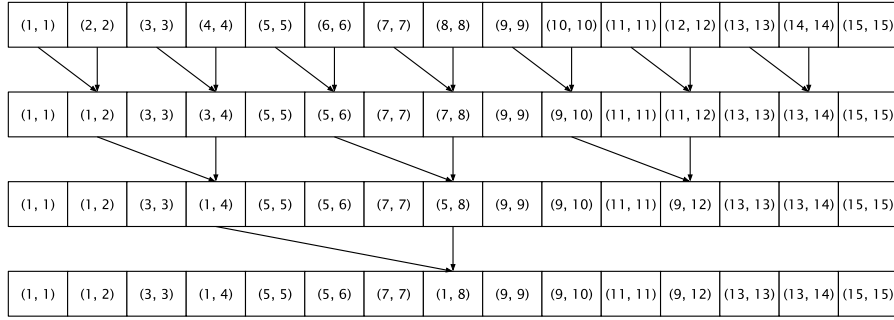 (1, 1) (2, 2) (3, 3) (4, 4) (5, 5) (6, 6) (7, 7) (8, 8) (9, 9) (10, 10) (11, 11) (12, 12) (13, 13) (14, 14) (15, 15)
(1, 1) (1, 2) (3, 3) (3, 4) (5, 5) (5, 6) (7, 7) (7, 8) (9, 9) (9, 10) (11, 11) (11, 12) (13, 13) (13, 14) (15, 15)
(1, 1) (1, 2) (3, 3) (1, 4) (5, 5) (5, 6) (7, 7) (5, 8) (9, 9) (9, 10) (11, 11) (9, 12) (13, 13) (13, 14) (15, 15)
(1, 1) (1, 2) (3, 3) (1, 4) (5, 5) (5, 6) (7, 7) (1, 8) (9, 9) (9, 10) (11, 11) (9, 12) (13, 13) (13, 14) (15, 15)